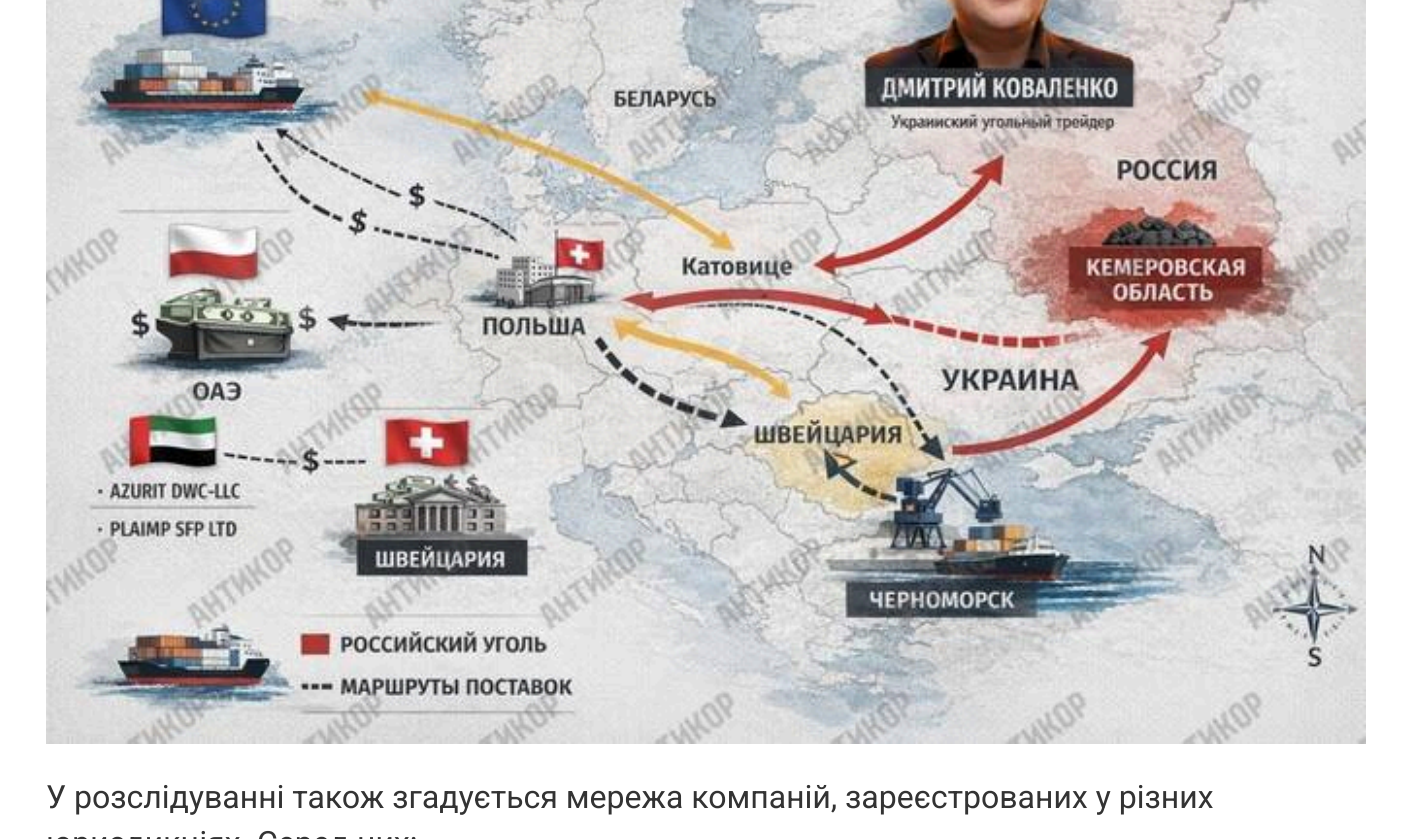 БЕЛАРУСЬ
ДМИТРИЙ КОВАЛЕНКО
Украинский угольный трейдер
РОССИЯ
$
$
Катовице
КЕМЕРОВСКАЯ
ОБЛАСТЬ
$
$
ПОЛЬША
ОАЭ
УКРАИНА
ШВЕЙЦАРИЯ
$
• AZURIT DWC-LLC
• PLAIMP SFP LTD
ШВЕЙЦАРИЯ
ЧЕРНОМОРСК
N
S
РОССИЙСКИЙ УГОЛЬ
МАРШРУТЫ ПОСТАВОК
АНТИКОР
У розслідуванні також згадується мережа компаній, зареєстрованих у різних